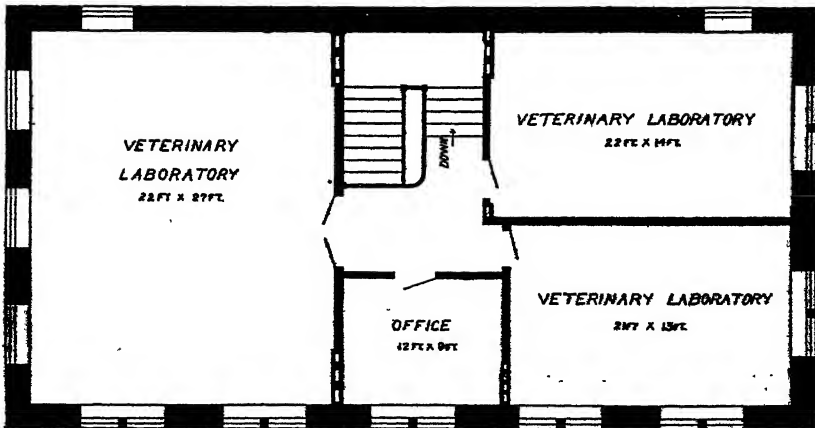 VETERINARY
LABORATORY
22 FT X 27 FT.
DOWN
VETERINARY LABORATORY
22 FT. X 14 FT.
OFFICE
12 FT X 9 FT.
VETERINARY LABORATORY
21 FT X 13 FT.